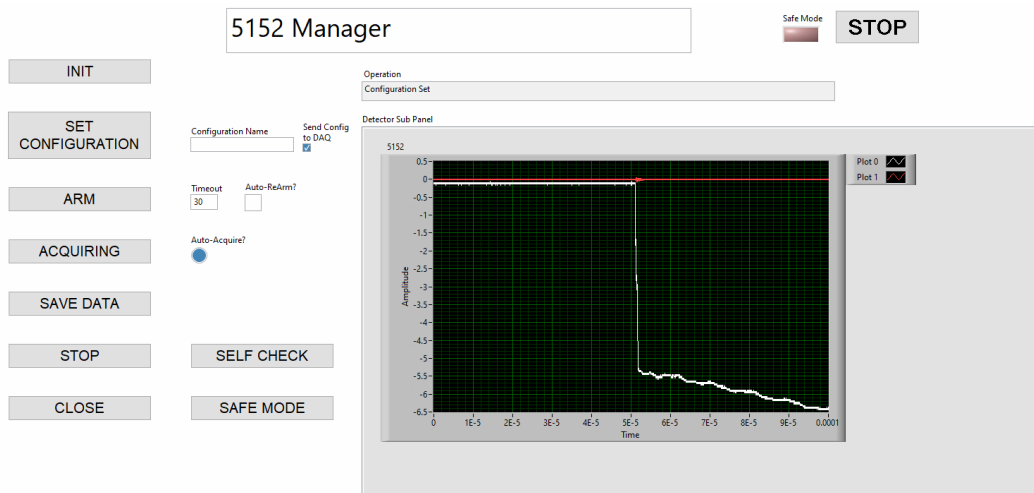 5152 Manager
Safe Mode
STOP
INIT
Operation
Configuration Set
SET
CONFIGURATION
Configuration Name
Send Config
to DAQ
Detector Sub Panel
5152
Plot 0
Plot 1
ARM
Timeout
30
Auto-ReArm?
ACQUIRING
Auto-Acquire?
SAVE DATA
STOP
SELF CHECK
CLOSE
SAFE MODE
Amplitude
0.5
0
-0.5
-1
-1.5
-2
-2.5
-3
-3.5
-4
-4.5
-5
-5.5
-6
-6.5
0 1E-5 2E-5 3E-5 4E-5 5E-5 6E-5 7E-5 8E-5 9E-5 0.0001
Time